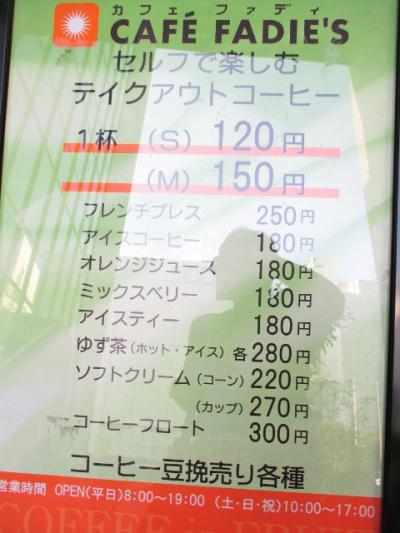 カフェ ファディ
CAFÉ FADIE'S
セルフで楽しむ
テイクアウトコーヒー
1杯 (S) 120円
(M) 150円
フレンチプレス 250円
アイスコーヒー 180円
オレンジジュース 180円
ミックスベリー 180円
アイスティー 180円
ゆず茶(ホット・アイス)各280円
ソフトクリーム(コーン)220円
(カップ)270円
コーヒーフロート 300円
コーヒー豆挽売り各種
営業時間 OPEN(平日)8:00〜19:00 (土・日・祝)10:00〜17:00